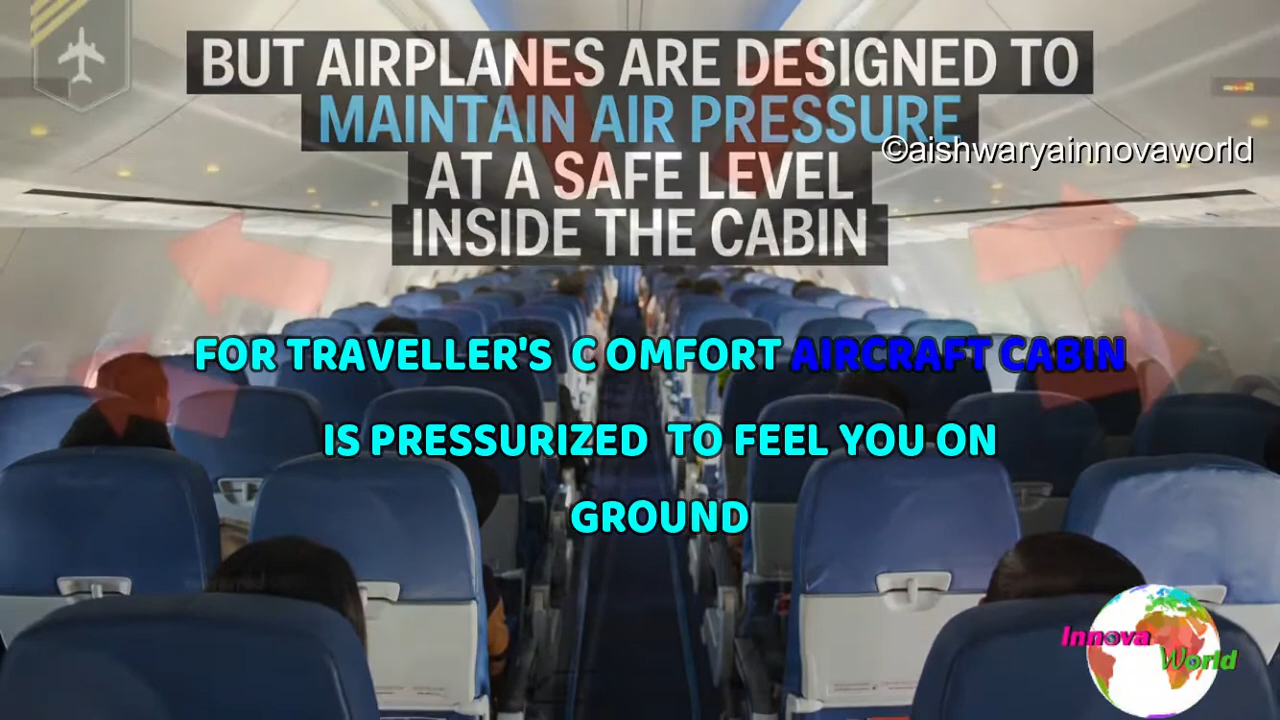 BUT AIRPLANES ARE DESIGNED TO
MAINTAIN AIR PRESSURE
©aishwaryainnovaworld
AT A SAFE LEVEL
INSIDE THE CABIN
FOR TRAVELLER'S C OMFORT AIRCRAFT CABIN
IS PRESSURIZED TO FEEL YOU ON
GROUND
Innova
World